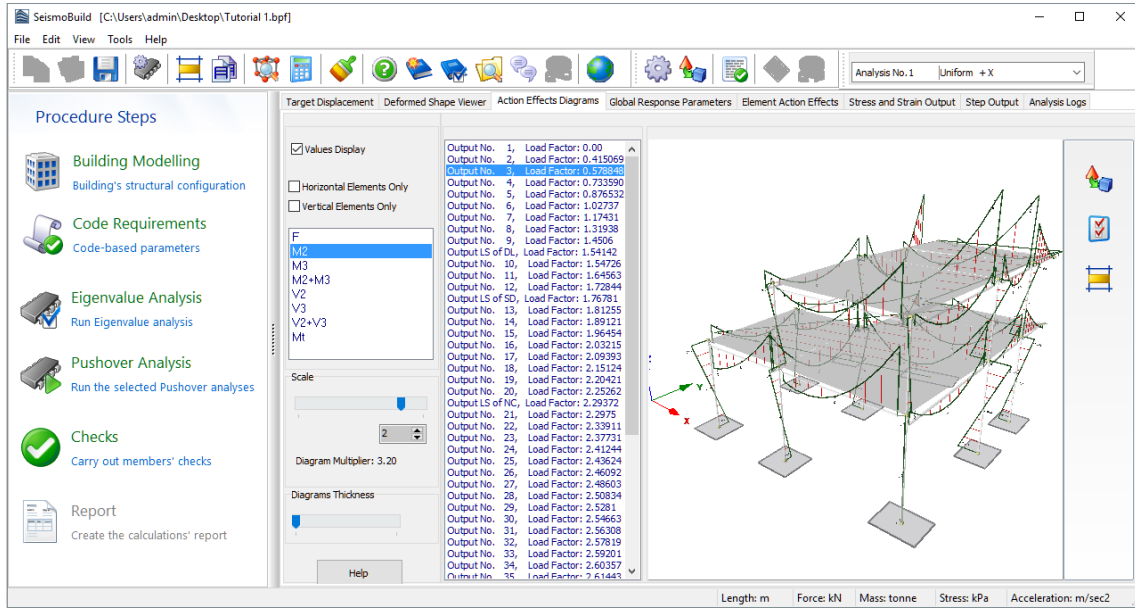 SeismoBuild [C:\Users\admin\Desktop\Tutorial 1.bpf]
File Edit View Tools Help
Analysis No.1 Uniform +X
Procedure Steps
Building Modelling
Building's structural configuration
Code Requirements
Code-based parameters
Eigenvalue Analysis
Run Eigenvalue analysis
Pushover Analysis
Run the selected Pushover analyses
Checks
Carry out members' checks
Report
Create the calculations' report
Target Displacement Deformed Shape Viewer Action Effects Diagrams Global Response Parameters Element Action Effects Stress and Strain Output Step Output Analysis Logs
Values Display
Horizontal Elements Only
Vertical Elements Only
F
M2
M3
M2+M3
V2
V3
V2+V3
Mt
Scale
2
Diagram Multiplier: 3.20
Diagrams Thickness
Help
Output No. 1, Load Factor: 0.00
Output No. 2, Load Factor: 0.415069
Output No. 3, Load Factor: 0.578848
Output No. 4, Load Factor: 0.733590
Output No. 5, Load Factor: 0.876532
Output No. 6, Load Factor: 1.02737
Output No. 7, Load Factor: 1.17431
Output No. 8, Load Factor: 1.31938
Output No. 9, Load Factor: 1.4506
Output LS of DL, Load Factor: 1.54142
Output No. 10, Load Factor: 1.54726
Output No. 11, Load Factor: 1.64563
Output No. 12, Load Factor: 1.72844
Output LS of SD, Load Factor: 1.76781
Output No. 13, Load Factor: 1.81255
Output No. 14, Load Factor: 1.89121
Output No. 15, Load Factor: 1.96454
Output No. 16, Load Factor: 2.03215
Output No. 17, Load Factor: 2.09393
Output No. 18, Load Factor: 2.15124
Output No. 19, Load Factor: 2.20421
Output No. 20, Load Factor: 2.25262
Output LS of NC, Load Factor: 2.29372
Output No. 21, Load Factor: 2.2975
Output No. 22, Load Factor: 2.33911
Output No. 23, Load Factor: 2.37731
Output No. 24, Load Factor: 2.41244
Output No. 25, Load Factor: 2.43624
Output No. 26, Load Factor: 2.46092
Output No. 27, Load Factor: 2.48603
Output No. 28, Load Factor: 2.50834
Output No. 29, Load Factor: 2.5281
Output No. 30, Load Factor: 2.54663
Output No. 31, Load Factor: 2.56308
Output No. 32, Load Factor: 2.57819
Output No. 33, Load Factor: 2.59201
Output No. 34, Load Factor: 2.60357
Output No. 35, Load Factor: 2.61443
Y
X
Length: m Force: kN Mass: tonne Stress: kPa Acceleration: m/sec2